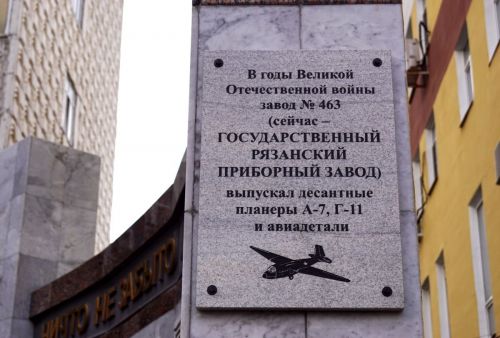 В годы Великой
Отечественной войны
завод № 463
(сейчас –
ГОСУДАРСТВЕННЫЙ
РЯЗАНСКИЙ
ПРИБОРНЫЙ ЗАВОД)
выпускал десантные
планеры А-7, Г-11
и авиадетали
НИЧТО НЕ ЗАБЫТО